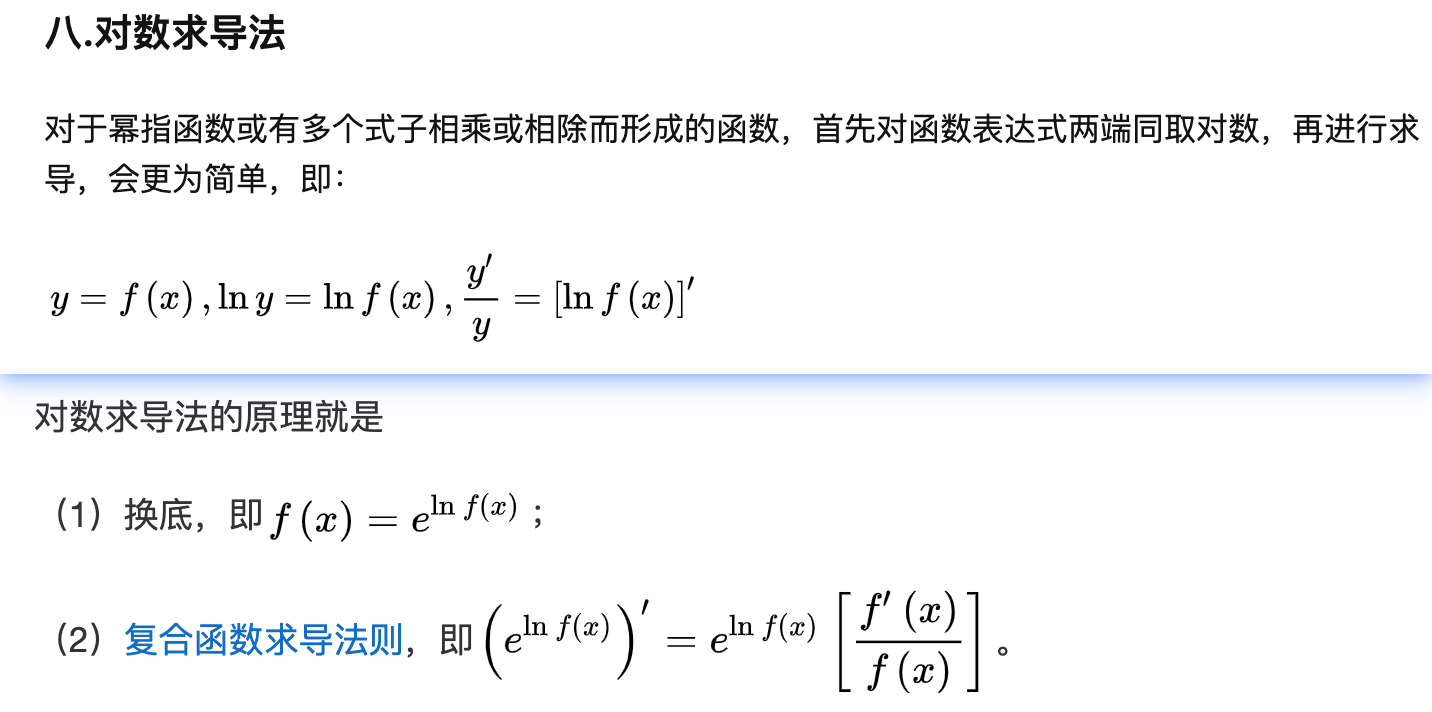 八.对数求导法
对于幂指函数或有多个式子相乘或相除而形成的函数，首先对函数表达式两端同取对数，再进行求
导，会更为简单，即：
$y = f(x), \ln y = \ln f(x), \frac{y'}{y} = [\ln f(x)]'$
对数求导法的原理就是
（1）换底，即 $f(x) = e^{\ln f(x)}$；
（2）复合函数求导法则，即 $\left(e^{\ln f(x)}\right)' = e^{\ln f(x)} \left[\frac{f'(x)}{f(x)}\right]$。